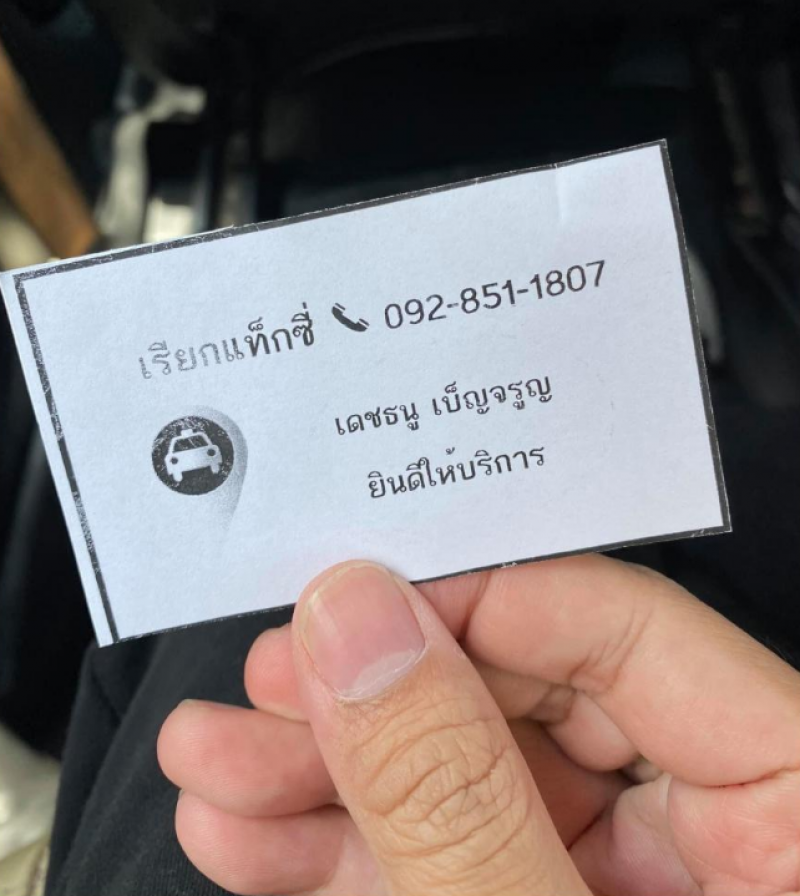 เรียกแท็กซี่ 092-851-1807
เดชธนู เบ็ญจรูญ
ยินดีให้บริการ